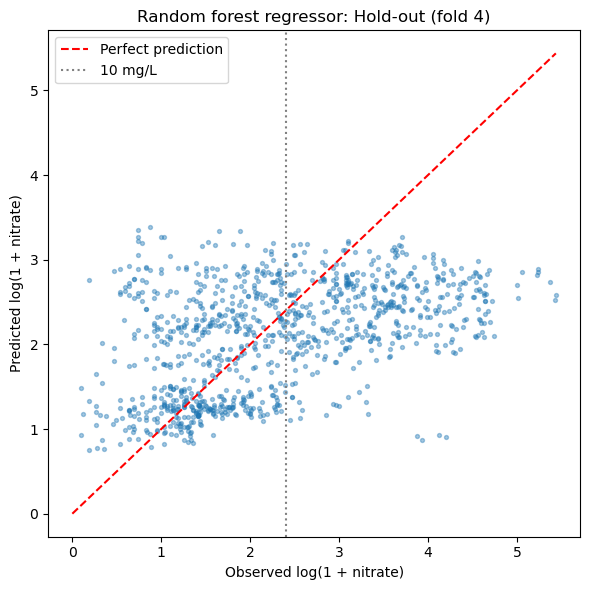 Random forest regressor: Hold-out (fold 4)
Perfect prediction
10 mg/L
Predicted log(1 + nitrate)
5
4
3
2
1
0
0 1 2 3 4 5
Observed log(1 + nitrate)